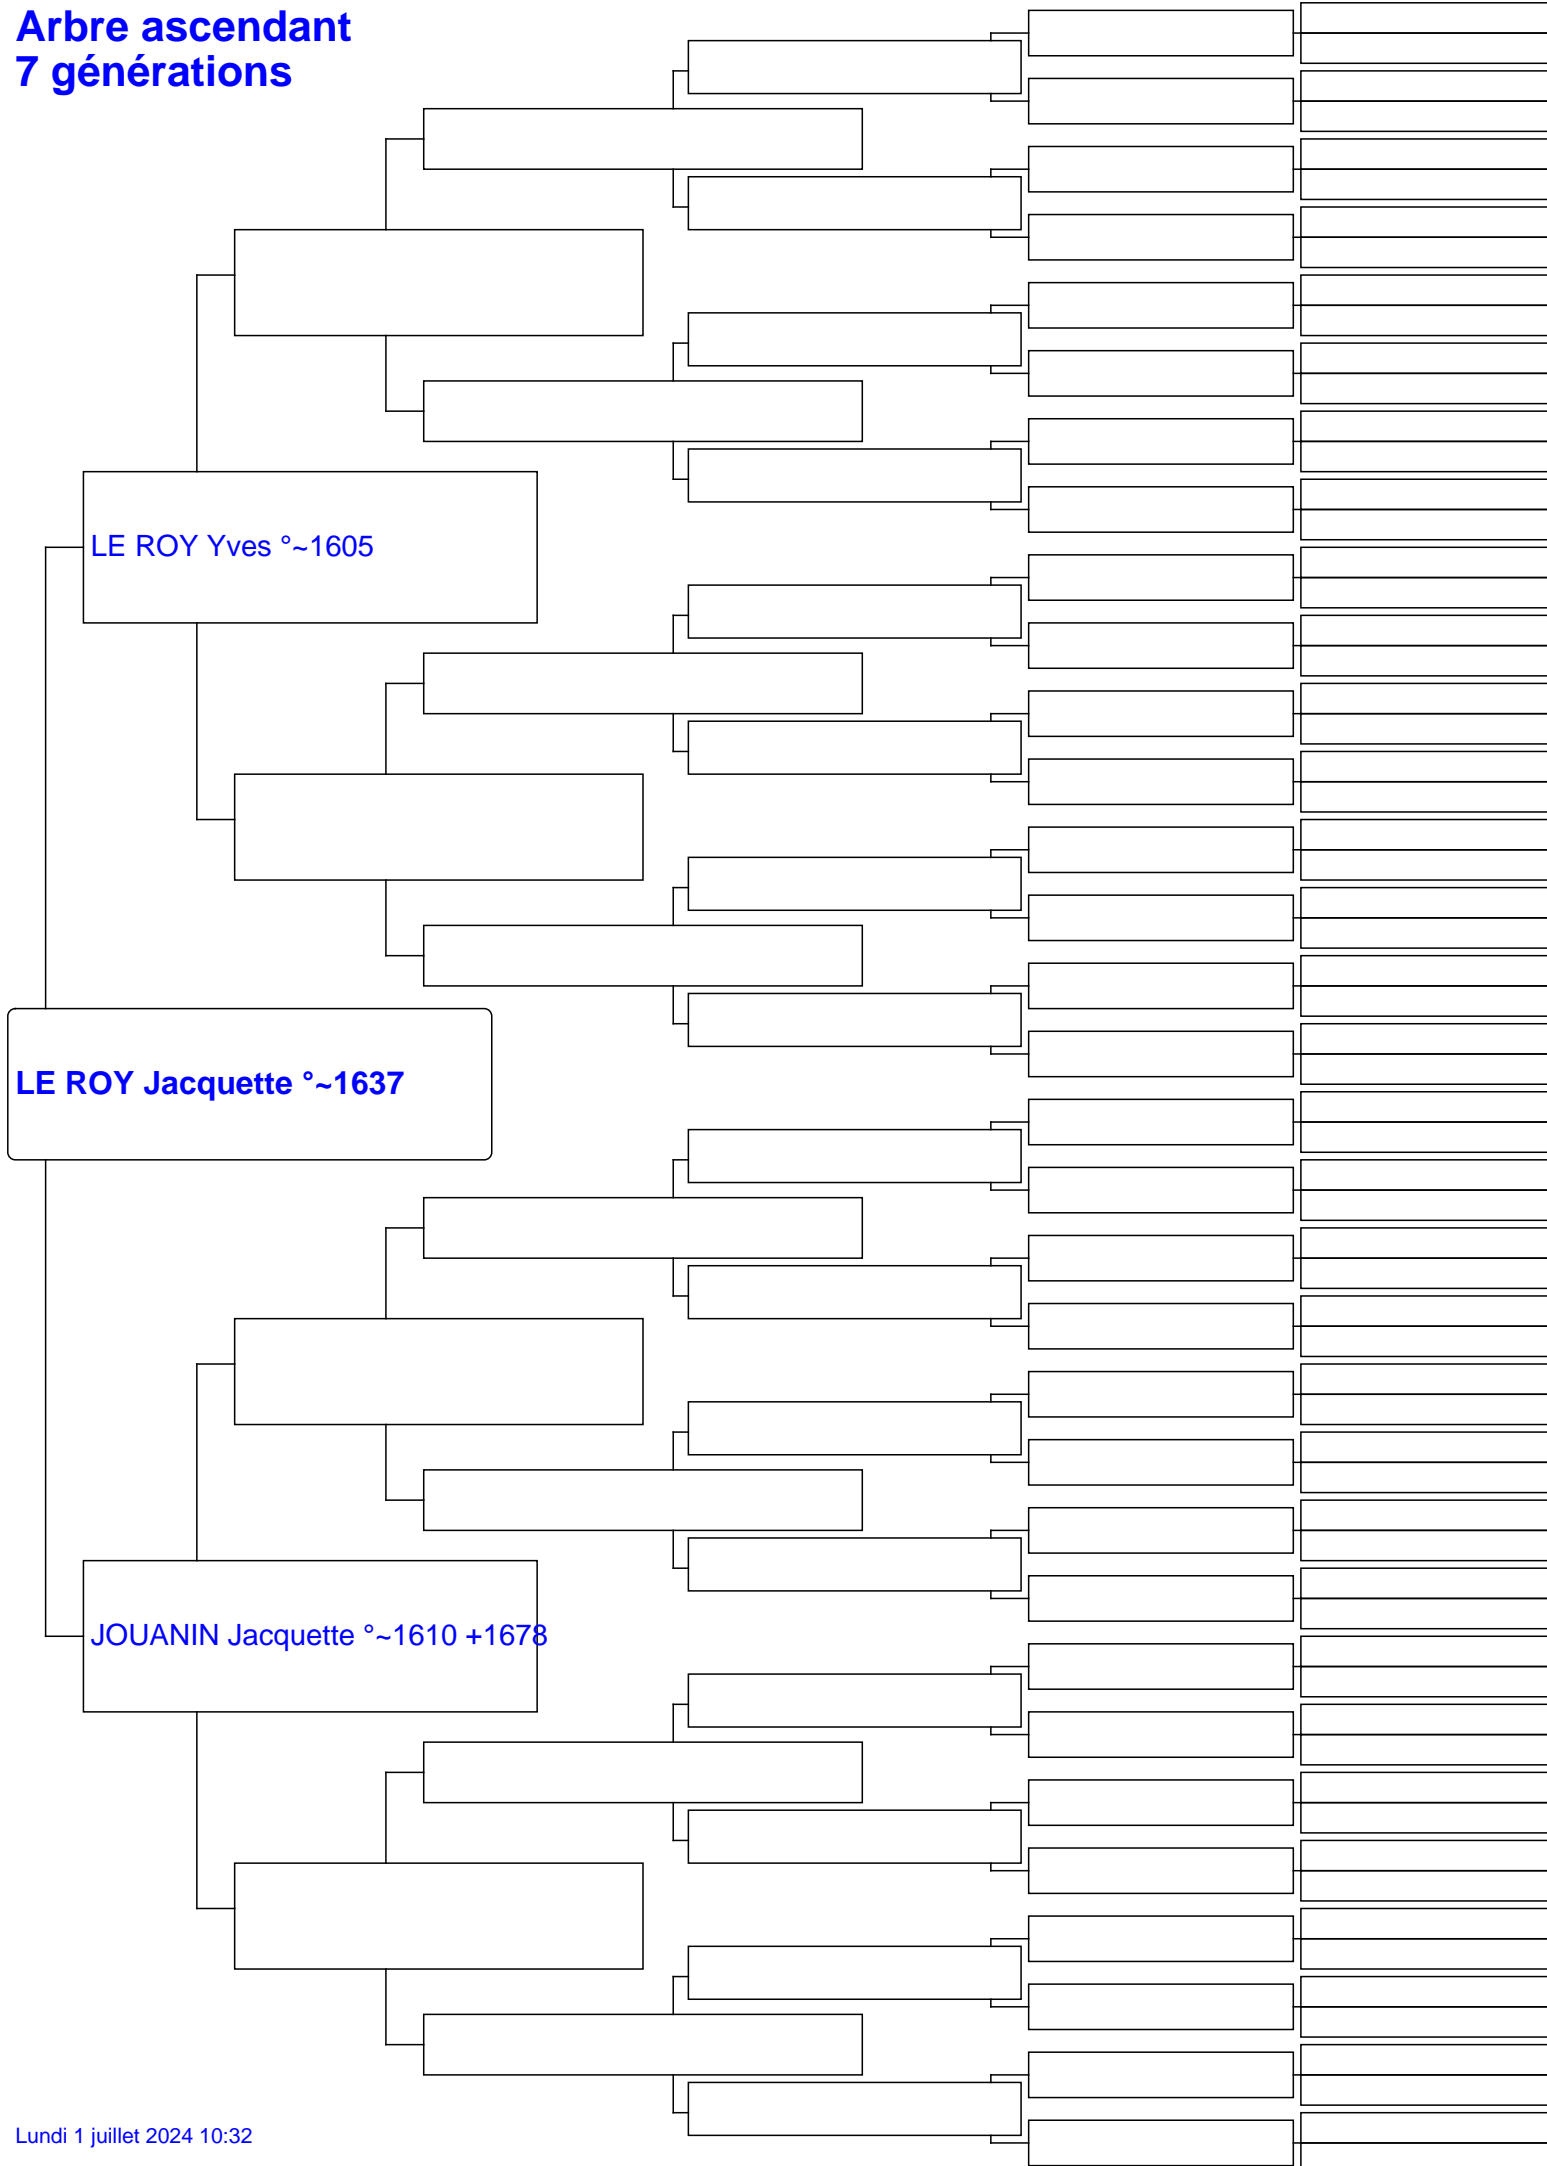 Arbre ascendant
7 générations
LE ROY Yves °~1605
LE ROY Jacquette °~1637
JOUANIN Jacquette °~1610 +1678
Lundi 1 juillet 2024 10:32